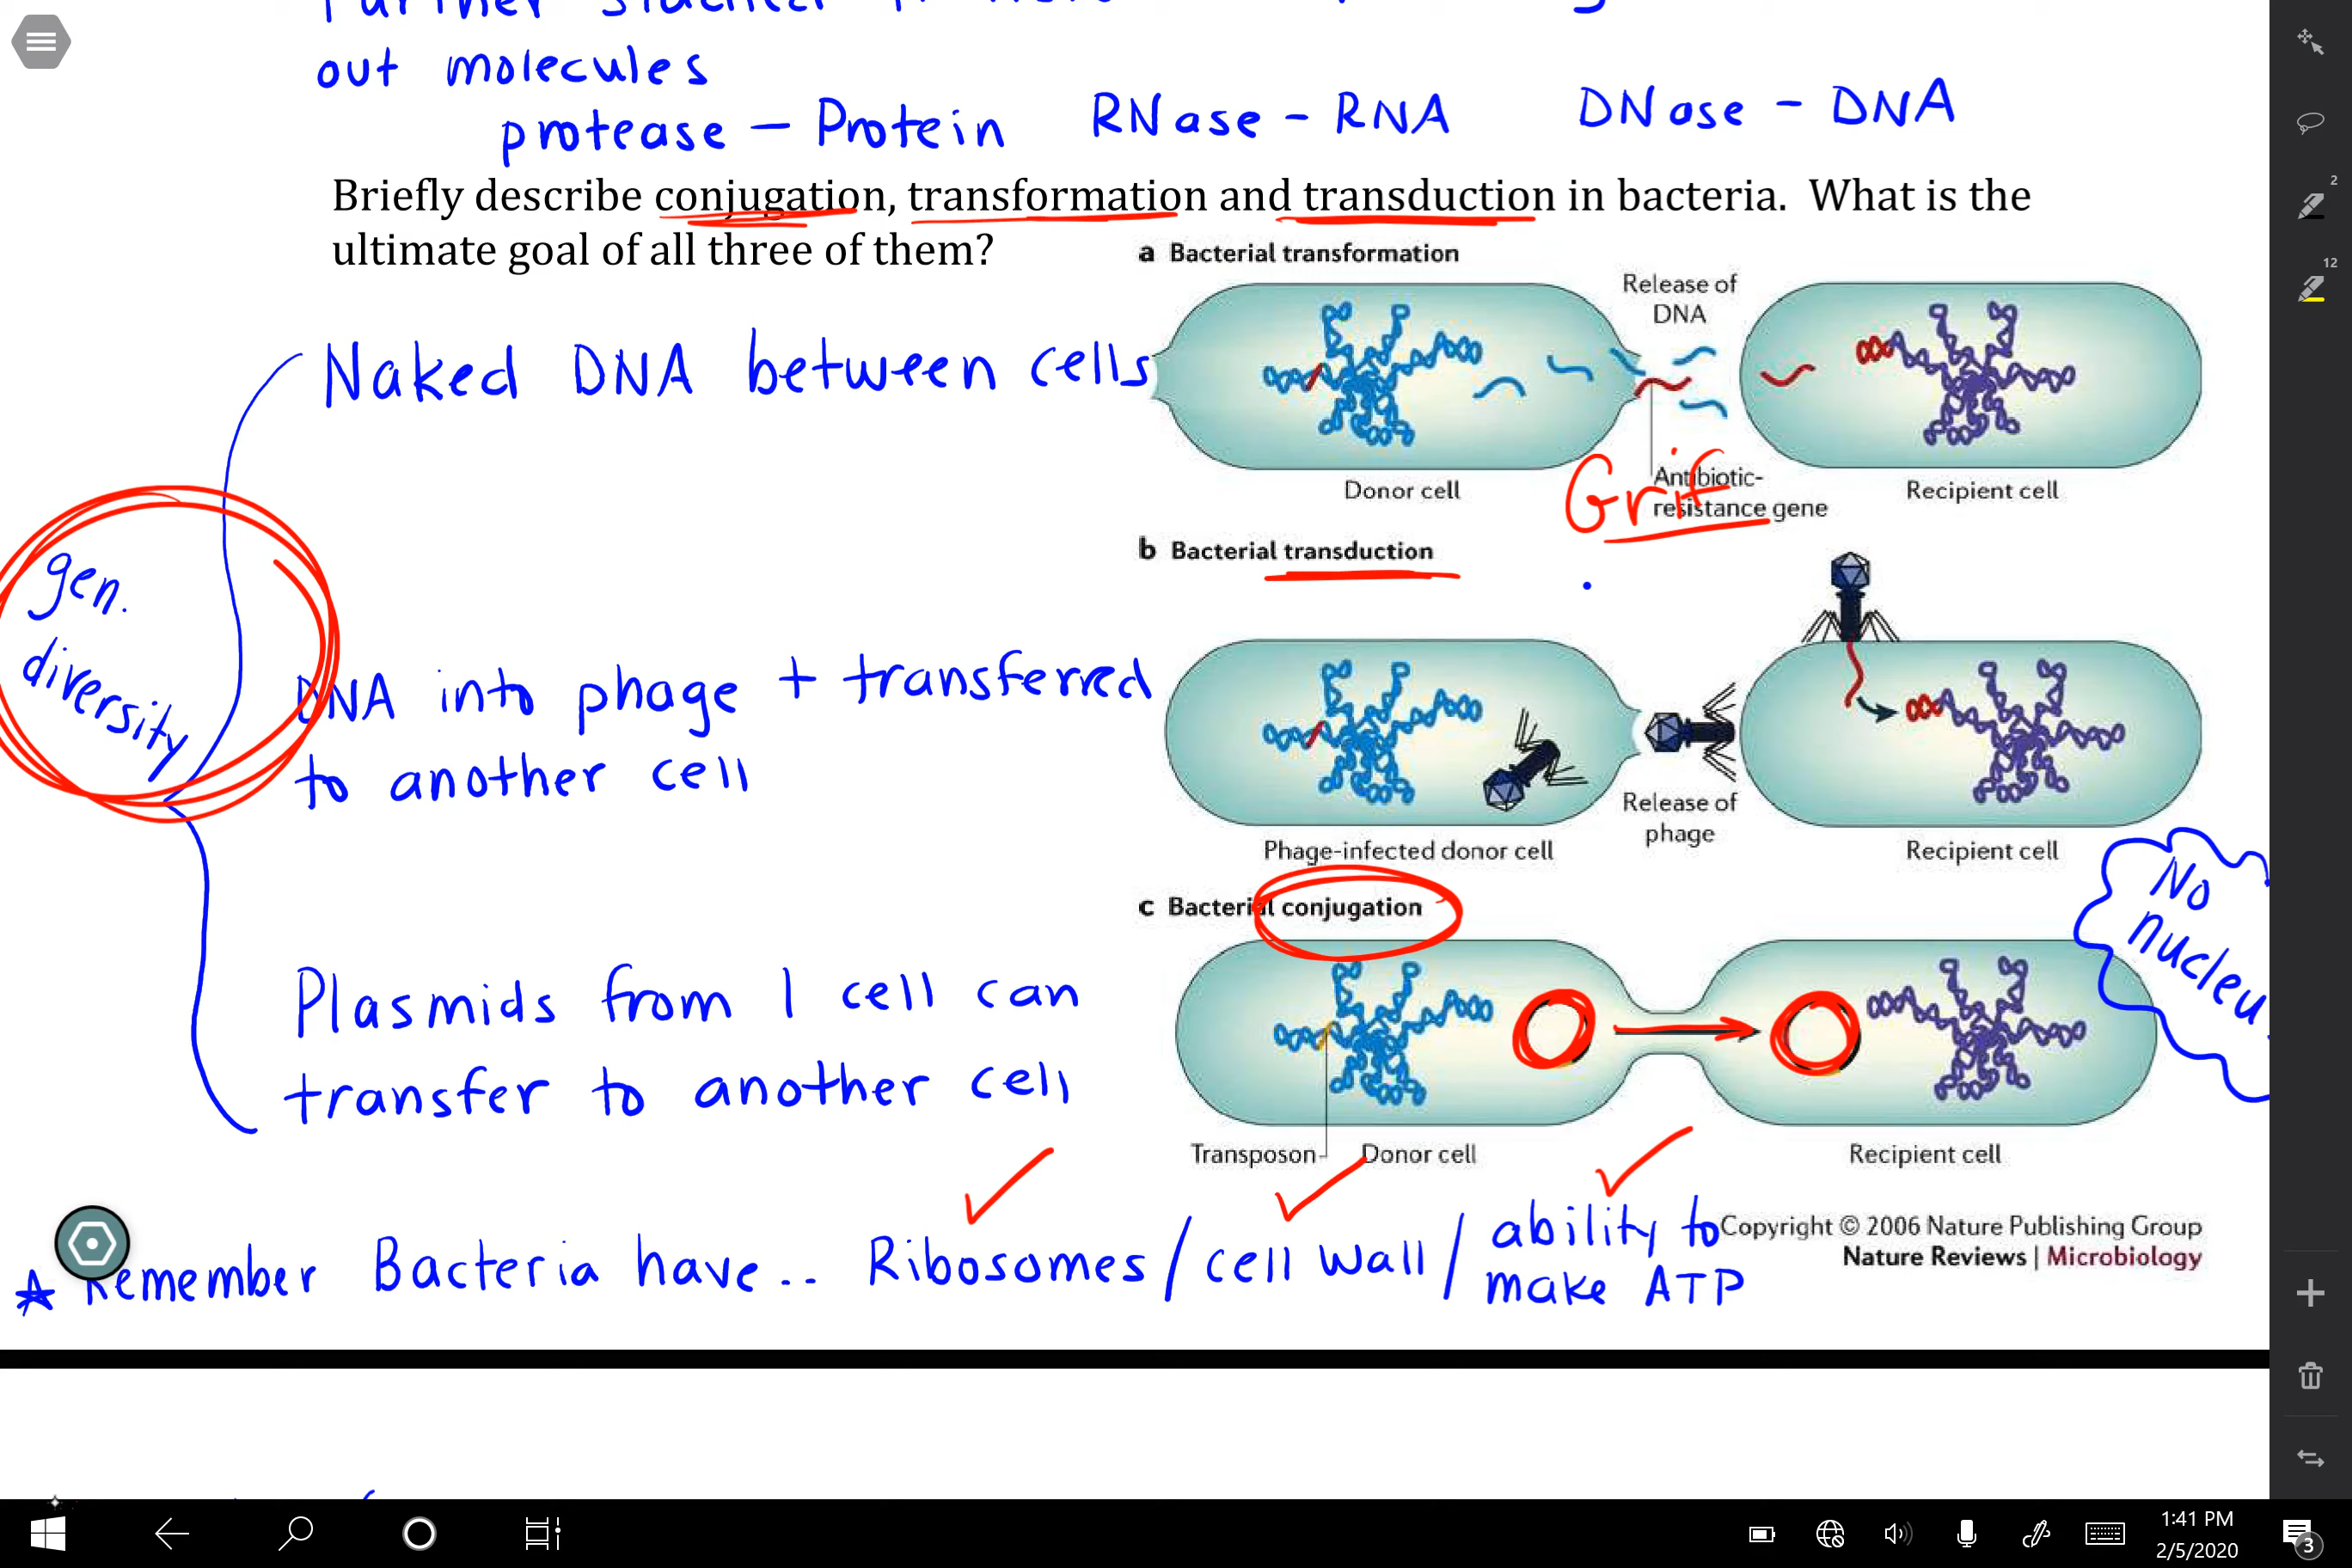 out molecules
protease – Protein RNase – RNA DNase – DNA
Briefly describe conjugation, transformation and transduction in bacteria. What is the
ultimate goal of all three of them?
a Bacterial transformation
Release of
DNA
Naked DNA between cells
Donor cell
Antibiotic-
resistance gene
Recipient cell
Grif
b Bacterial transduction
gen.
diversity
DNA into phage + transferred
to another cell
Release of
phage
Phage-infected donor cell
Recipient cell
No
nucleu
c Bacterial conjugation
Plasmids from 1 cell can
transfer to another cell
Transposon
Donor cell
Recipient cell
Remember Bacteria have.. Ribosomes / cell wall / ability to
make ATP
Copyright © 2006 Nature Publishing Group
Nature Reviews | Microbiology
2
12
1:41 PM
2/5/2020
3